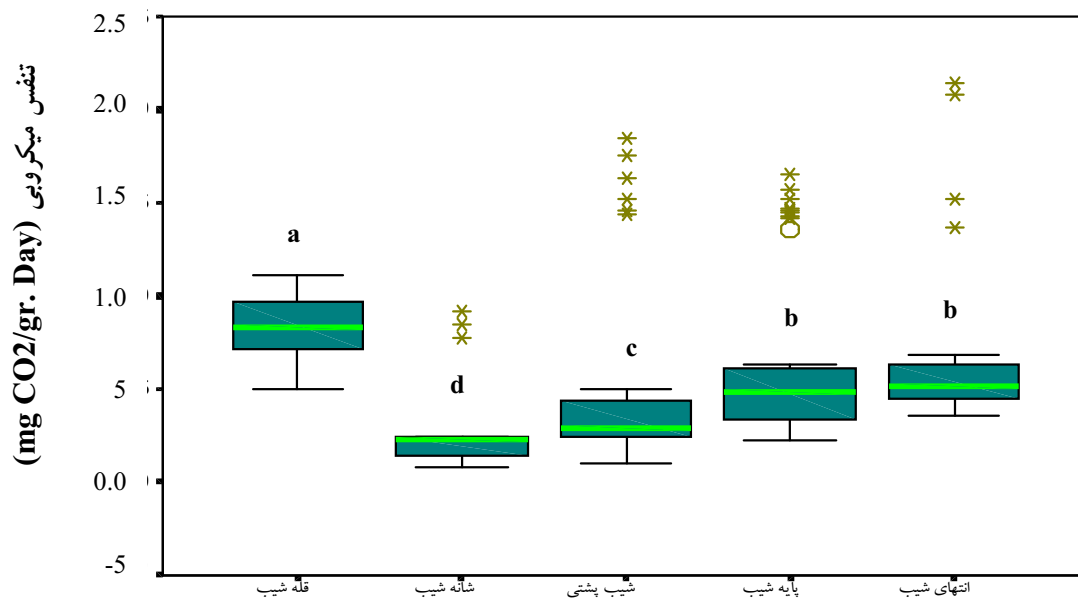 تنفس میکروبی (mg CO2/gr. Day)
2.5
2.0
1.5
1.0
5
0.0
-5
a
d
c
b
b
قله شیب
شانه شیب
شیب پشتی
پایه شیب
انتهای شیب